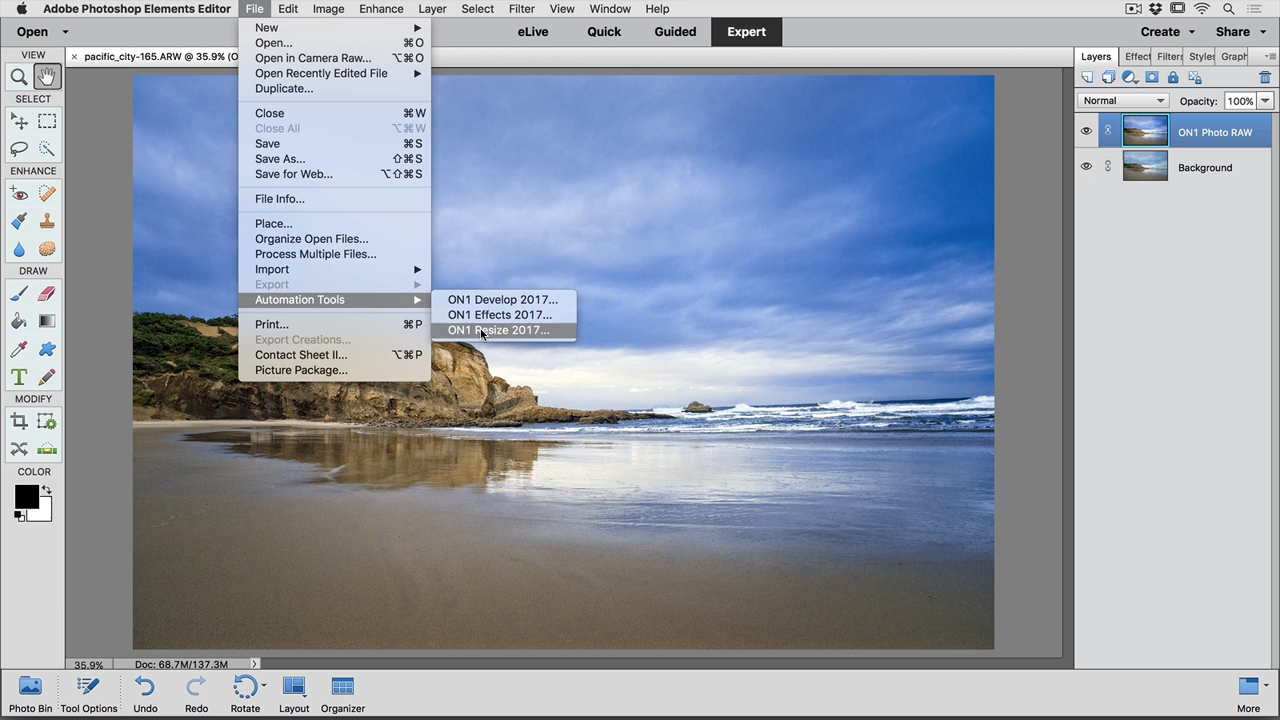 Adobe Photoshop Elements Editor File Edit Image Enhance Layer Select Filter View Window Help
Open eLive Quick Guided Expert Create Share
pacific_city-165.ARW @ 35.9% (O
New
Open... ⌘O
Open in Camera Raw... ⌥⌘O
Open Recently Edited File
Duplicate...
Close ⌘W
Close All ⌥⌘W
Save ⌘S
Save As... ⇧⌘S
Save for Web... ⌥⇧⌘S
File Info...
Place...
Organize Open Files...
Process Multiple Files...
Import
Export
Automation Tools
Print... ⌘P
Export Creations...
Contact Sheet II... ⌥⌘P
Picture Package...
ON1 Develop 2017...
ON1 Effects 2017...
ON1 Resize 2017...
VIEW
SELECT
ENHANCE
DRAW
T
MODIFY
COLOR
Layers Effect Filter Styles Graph
Normal Opacity: 100%
ON1 Photo RAW
Background
35.9% Doc: 68.7M/137.3M
Photo Bin Tool Options Undo Redo Rotate Layout Organizer More